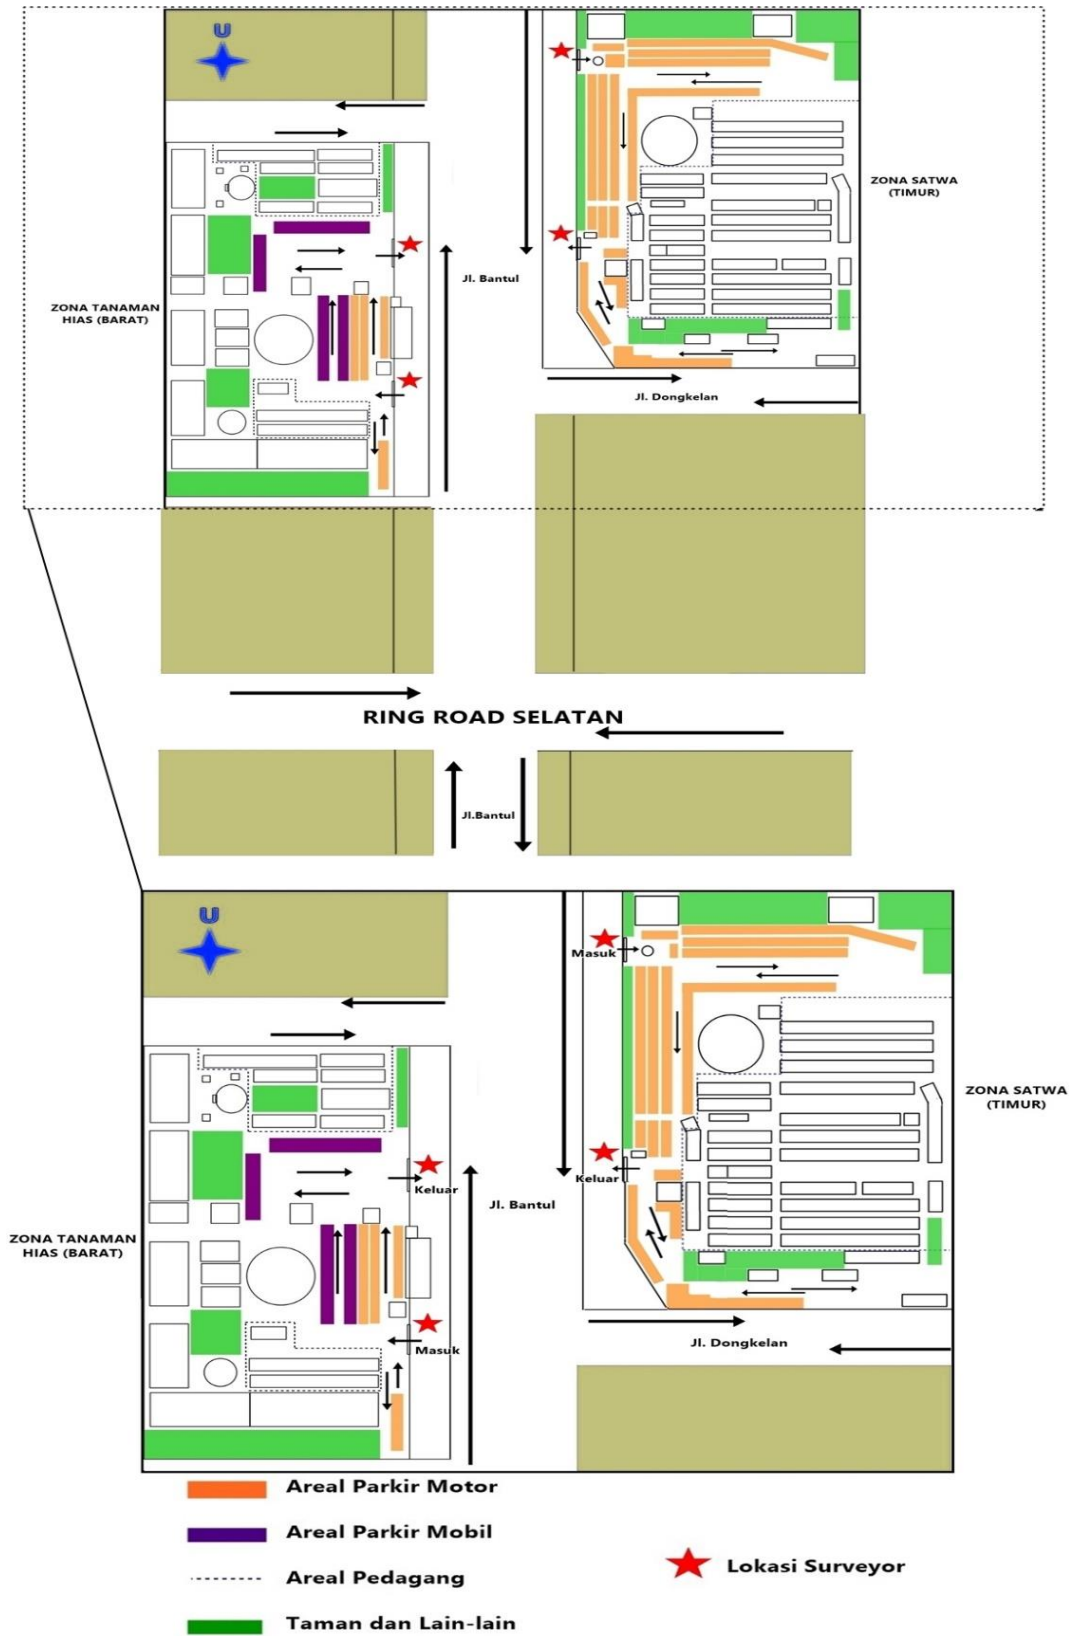 U
ZONA SATWA
(TIMUR)
Jl. Bantul
ZONA TANAMAN
HIAS (BARAT)
Jl. Dongkelan
RING ROAD SELATAN
Jl.Bantul
U
Masuk
ZONA SATWA
(TIMUR)
Keluar
Keluar
Jl. Bantul
ZONA TANAMAN
HIAS (BARAT)
Masuk
Jl. Dongkelan
Areal Parkir Motor
Areal Parkir Mobil
Areal Pedagang
Taman dan Lain-lain
Lokasi Surveyor